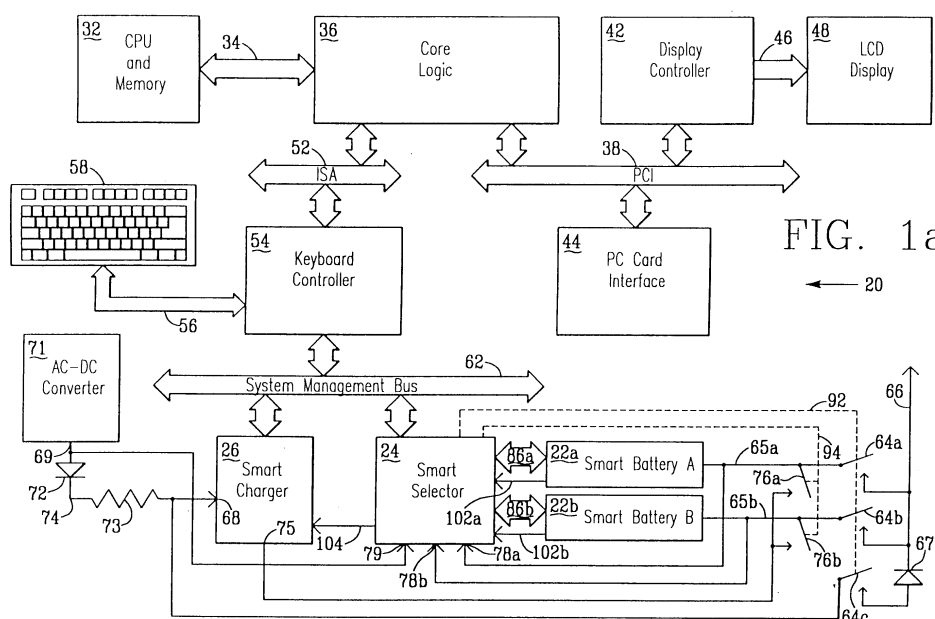 32
CPU
and
Memory
34
36
Core
Logic
42
Display
Controller
46
48
LCD
Display
52
ISA
38
PCI
58
54
Keyboard
Controller
44
PC Card
Interface
FIG. 1a
20
56
71
AC-DC
Converter
62
System Management Bus
92
66
69
26
Smart
Charger
24
Smart
Selector
86a
22a
Smart Battery A
65a
94
64a
72
76a
74
73
68
86b
22b
Smart Battery B
102a
65b
64b
75
104
79
102b
78a
78b
76b
67
64c